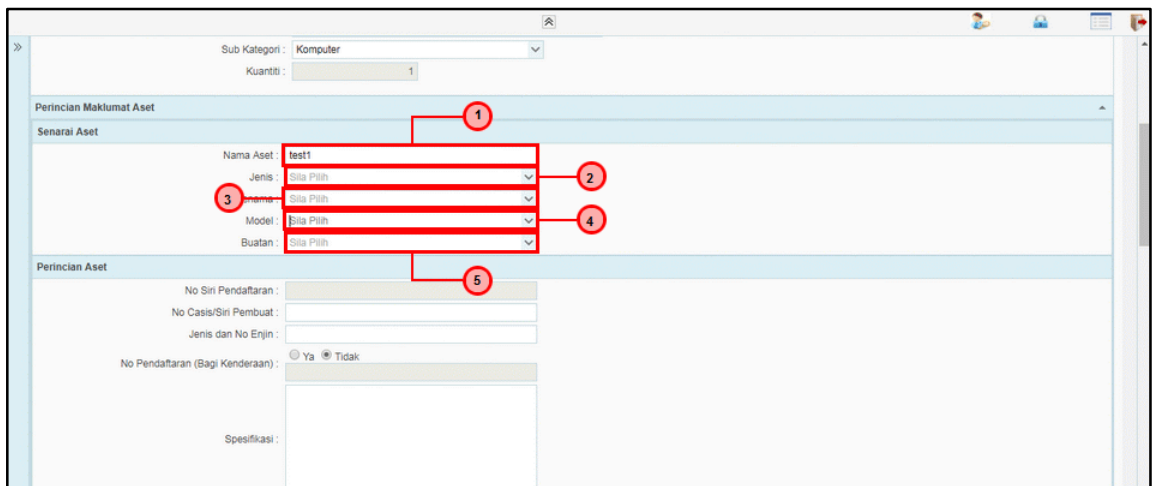 Sub Kategori : Komputer
Kuantiti : 1
Perincian Maklumat Aset
1
Senarai Aset
Nama Aset : test1
Jenis : Sila Pilih 2
3 enama : Sila Pilih
Model : Sila Pilih 4
Buatan : Sila Pilih
Perincian Aset
5
No Siri Pendaftaran :
No Casis/Siri Pembuat :
Jenis dan No Enjin :
Ya Tidak
No Pendaftaran (Bagi Kenderaan) :
Spesifikasi :